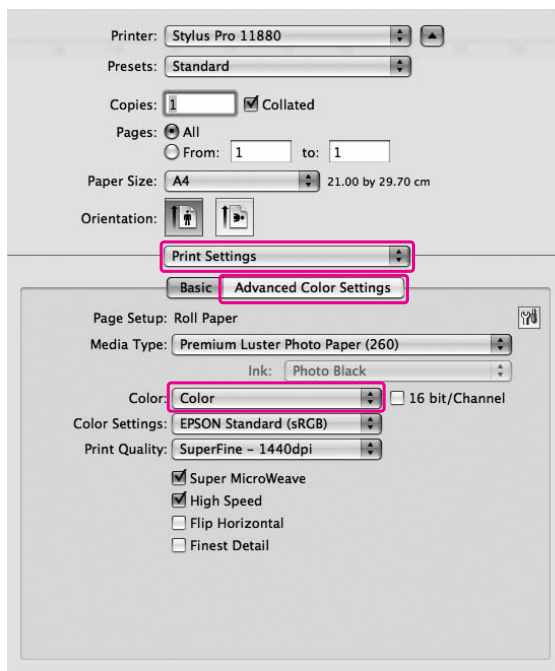 Printer: Stylus Pro 11880
Presets: Standard
Copies: 1 Collated
Pages: All
From: 1 to: 1
Paper Size: A4 21.00 by 29.70 cm
Orientation:
Print Settings
Basic Advanced Color Settings
Page Setup: Roll Paper
Media Type: Premium Luster Photo Paper (260)
Ink: Photo Black
Color: Color 16 bit/Channel
Color Settings: EPSON Standard (sRGB)
Print Quality: SuperFine – 1440dpi
Super MicroWeave
High Speed
Flip Horizontal
Finest Detail